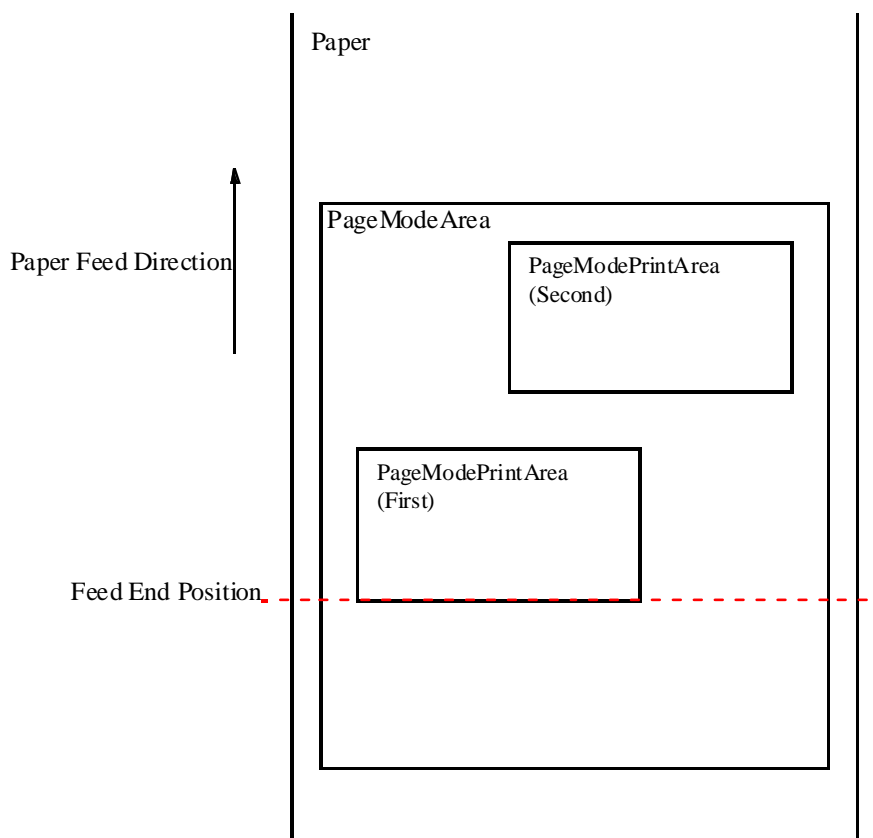 Paper
PageModeArea
Paper Feed Direction
PageModePrintArea
(Second)
PageModePrintArea
(First)
Feed End Position